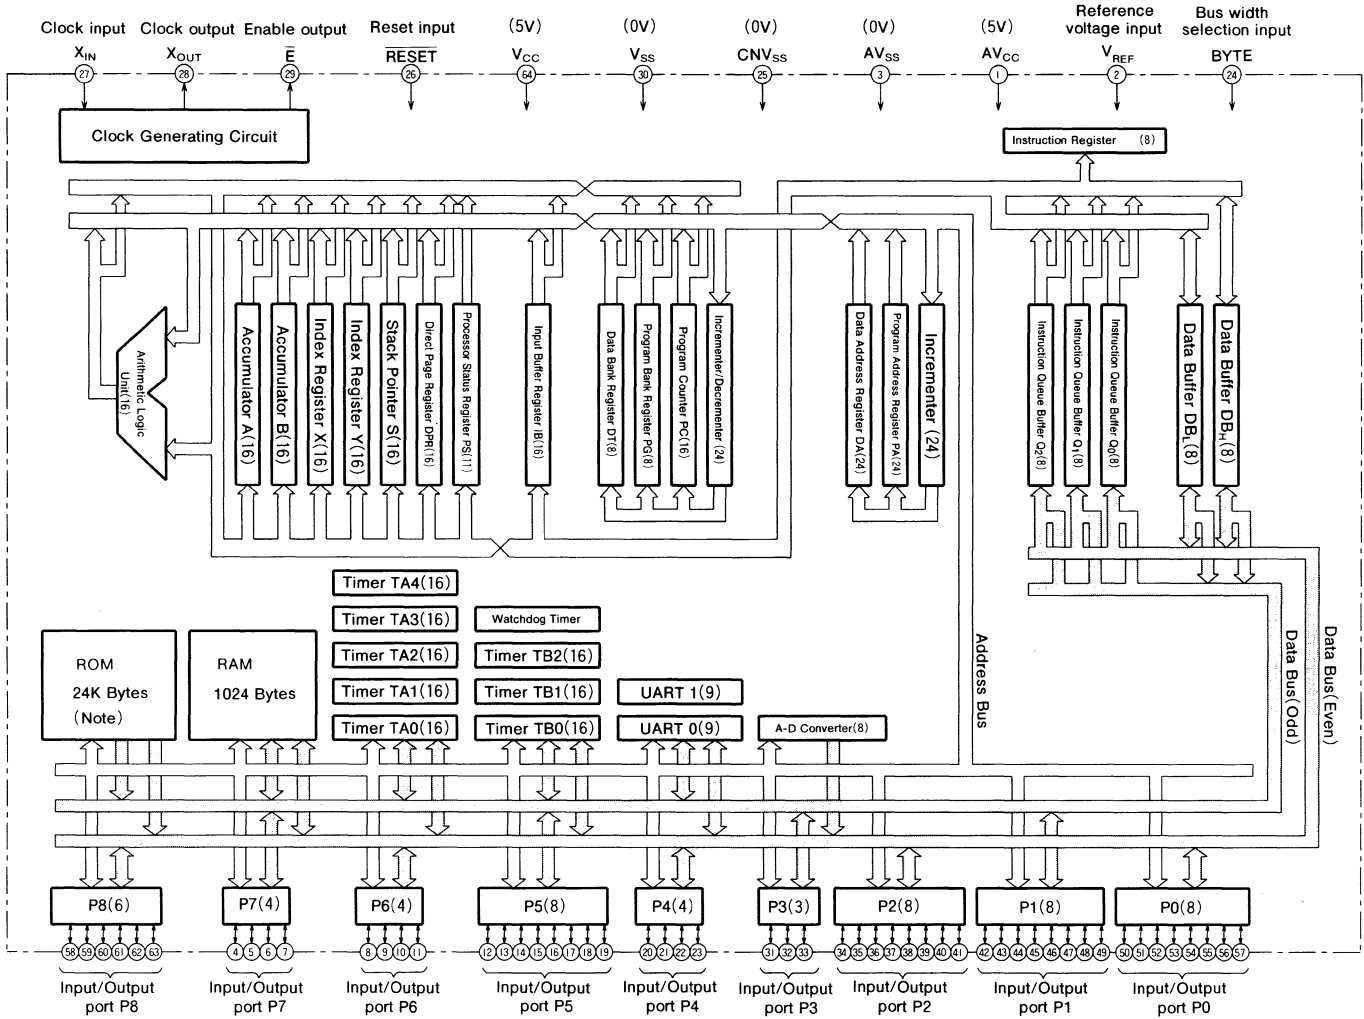 Clock input
Clock output
Enable output
Reset input
(5V)
(0V)
(0V)
(0V)
(5V)
Reference voltage input
Bus width selection input
XIN
XOUT
E̅
R̅E̅S̅E̅T̅
VCC
VSS
CNVSS
AVSS
AVCC
VREF
BYTE
27
28
29
26
64
30
25
3
1
2
24
Clock Generating Circuit
Instruction Register (8)
Arithmetic Logic
Unit(16)
Accumulator A(16)
Accumulator B(16)
Index Register X(16)
Index Register Y(16)
Stack Pointer S(16)
Direct Page Register DPR(16)
Processor Status Register PS(11)
Input Buffer Register IB(16)
Data Bank Register DT(8)
Program Bank Register PG(8)
Program Counter PC(16)
Incrementer/Decrementer (24)
Data Address Register DA(24)
Program Address Register PA(24)
Incrementer (24)
Instruction Queue Buffer Q2(8)
Instruction Queue Buffer Q1(8)
Instruction Queue Buffer Q0(8)
Data Buffer DBL(8)
Data Buffer DBH(8)
Timer TA4(16)
Timer TA3(16)
Timer TA2(16)
Timer TA1(16)
Timer TA0(16)
Watchdog Timer
Timer TB2(16)
Timer TB1(16)
Timer TB0(16)
UART 1(9)
UART 0(9)
A-D Converter(8)
ROM
24K Bytes
(Note)
RAM
1024 Bytes
Address Bus
Data Bus(Odd)
Data Bus(Even)
P8(6)
P7(4)
P6(4)
P5(8)
P4(4)
P3(3)
P2(8)
P1(8)
P0(8)
58 59 60 61 62 63
4 5 6 7
8 9 10 11
12 13 14 15 16 17 18 19
20 21 22 23
31 32 33
34 35 36 37 38 39 40 41
42 43 44 45 46 47 48 49
50 51 52 53 54 55 56 57
Input/Output
port P8
Input/Output
port P7
Input/Output
port P6
Input/Output
port P5
Input/Output
port P4
Input/Output
port P3
Input/Output
port P2
Input/Output
port P1
Input/Output
port P0